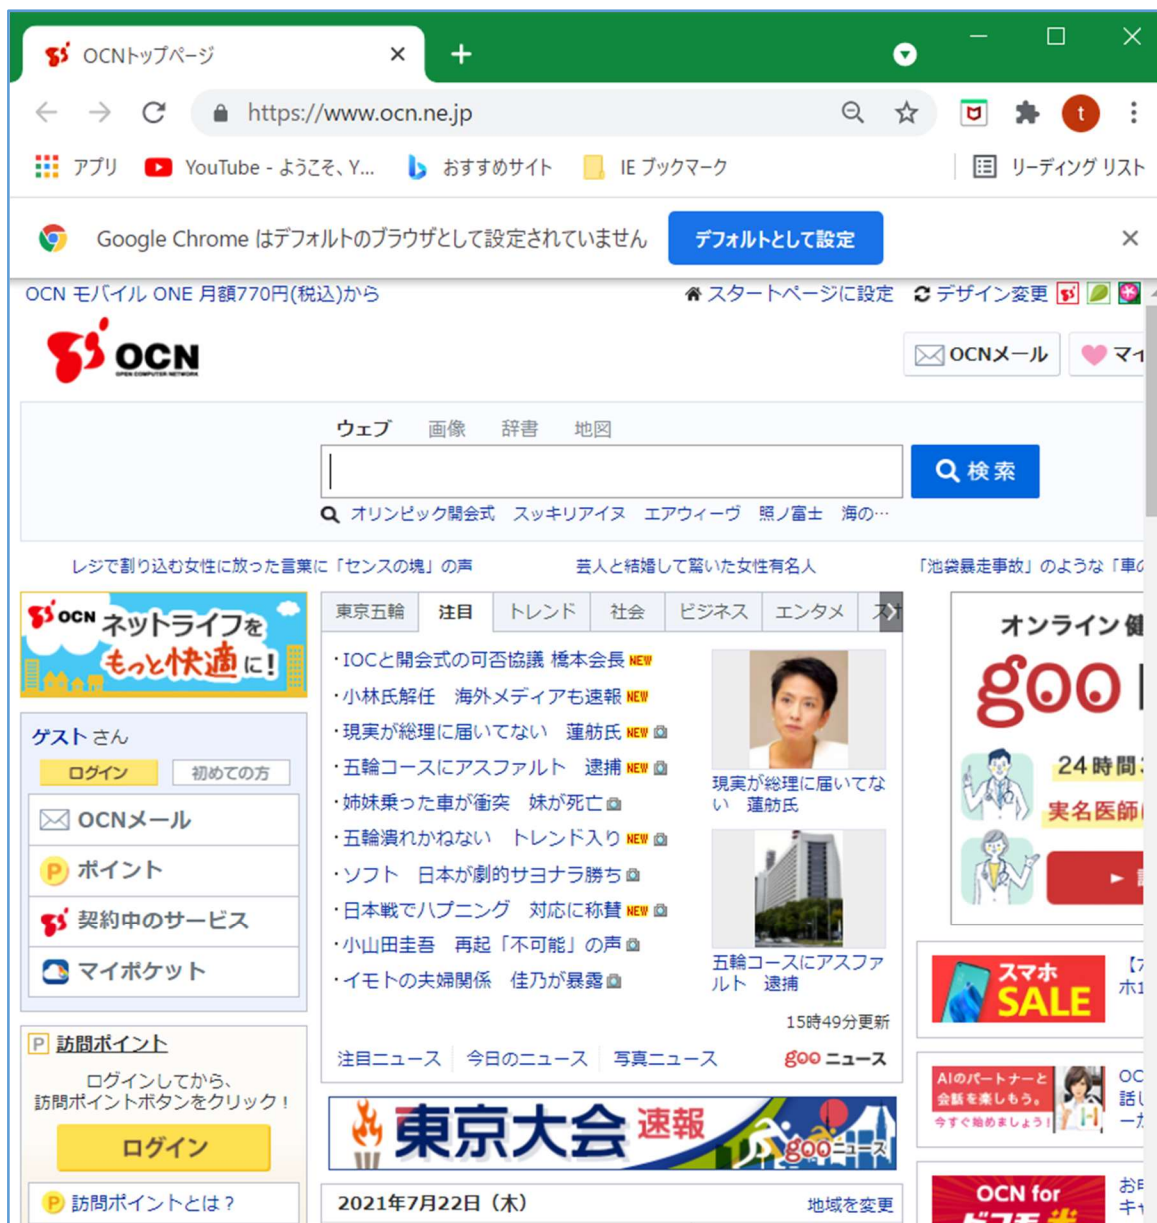 OCNトップページ
https://www.ocn.ne.jp
t
アプリ YouTube - ようこそ、Y... おすすめサイト IE ブックマーク リーディング リスト
Google Chrome はデフォルトのブラウザとして設定されていません デフォルトとして設定
OCN モバイル ONE 月額770円(税込)から スタートページに設定 デザイン変更
OCN
OPEN COMPUTER NETWORK
OCNメール マイ
ウェブ 画像 辞書 地図
検索
オリンピック開会式 スッキリアイヌ エアウィーヴ 照ノ富士 海の…
レジで割り込む女性に放った言葉に「センスの塊」の声 芸人と結婚して驚いた女性有名人 「池袋暴走事故」のような「車の
OCN ネットライフを
もっと快適に!
ゲスト さん
ログイン 初めての方
OCNメール
P ポイント
契約中のサービス
マイポケット
P 訪問ポイント
ログインしてから、
訪問ポイントボタンをクリック!
ログイン
P 訪問ポイントとは？
東京五輪 注目 トレンド 社会 ビジネス エンタメ スポ
・IOCと開会式の可否協議 橋本会長 NEW
・小林氏解任 海外メディアも速報 NEW
・現実が総理に届いてない 蓮舫氏 NEW
・五輪コースにアスファルト 逮捕 NEW
・姉妹乗った車が衝突 妹が死亡
・五輪潰れかねない トレンド入り NEW
・ソフト 日本が劇的サヨナラ勝ち
・日本戦でハプニング 対応に称賛 NEW
・小山田圭吾 再起「不可能」の声
・イモトの夫婦関係 佳乃が暴露
現実が総理に届いてな
い 蓮舫氏
五輪コースにアスファ
ルト 逮捕
15時49分更新
注目ニュース 今日のニュース 写真ニュース goo ニュース
東京大会 速報 gooニュース
2021年7月22日（木） 地域を変更
オンライン健
goo
24時間
実名医師
スマホ
SALE
ホ1
AIのパートナーと
会話を楽しもう。
今すぐ始めましょう!
OC
話し
OCN for
ドコモ光
お申
キャ